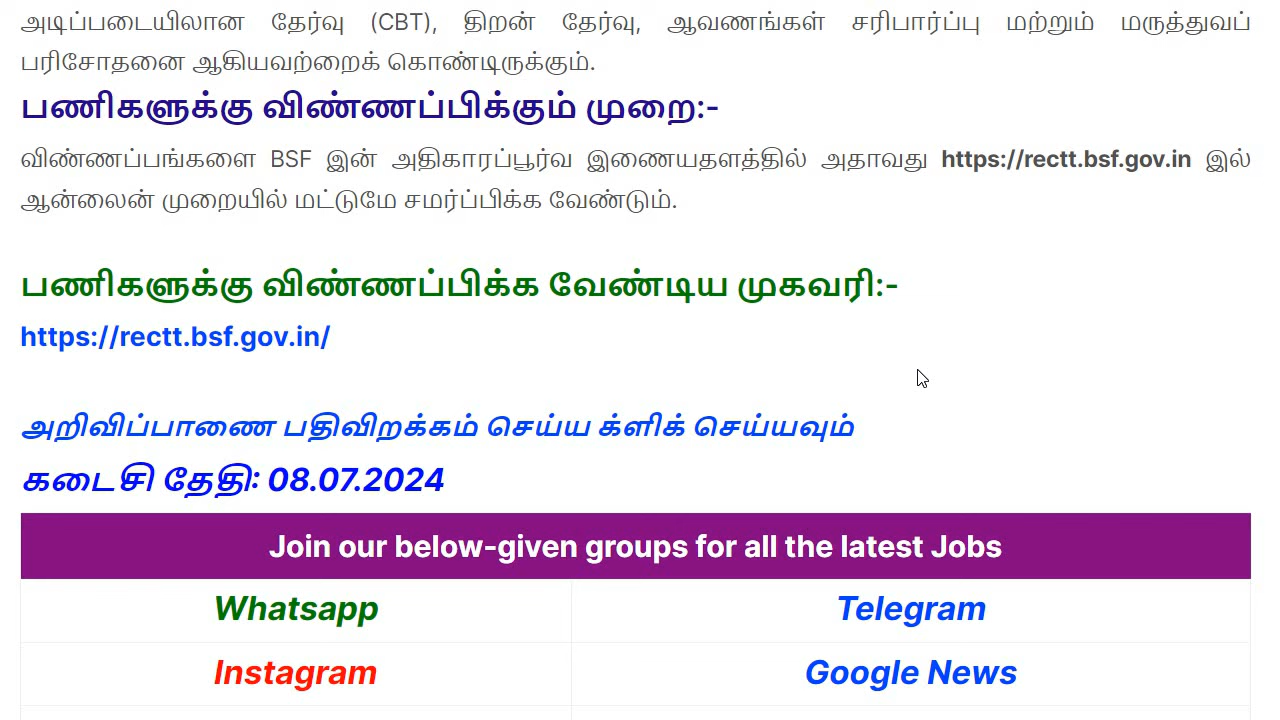 அடிப்படையிலான தேர்வு (CBT), திறன் தேர்வு, ஆவணங்கள் சரிபார்ப்பு மற்றும் மருத்துவப்
பரிசோதனை ஆகியவற்றைக் கொண்டிருக்கும்.
பணிகளுக்கு விண்ணப்பிக்கும் முறை:-
விண்ணப்பங்களை BSF இன் அதிகாரப்பூர்வ இணையதளத்தில் அதாவது https://rectt.bsf.gov.in இல்
ஆன்லைன் முறையில் மட்டுமே சமர்ப்பிக்க வேண்டும்.
பணிகளுக்கு விண்ணப்பிக்க வேண்டிய முகவரி:-
https://rectt.bsf.gov.in/
அறிவிப்பாணை பதிவிறக்கம் செய்ய க்ளிக் செய்யவும்
கடைசி தேதி: 08.07.2024
Join our below-given groups for all the latest Jobs
Whatsapp Telegram
Instagram Google News